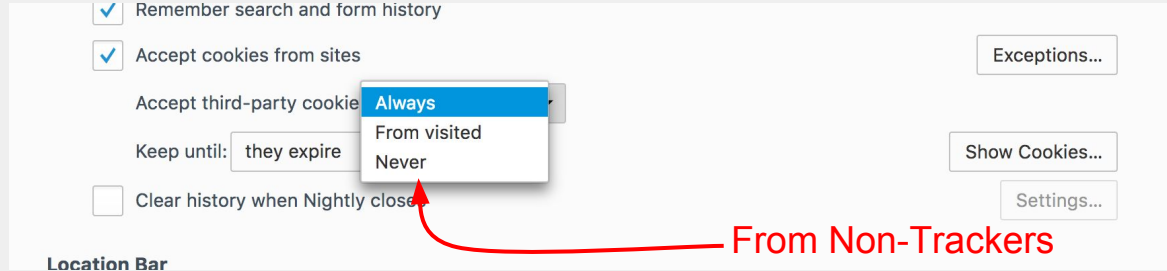 Remember search and form history
Accept cookies from sites
Exceptions...
Accept third-party cookie
Always
From visited
Never
Keep until: they expire
Show Cookies...
Clear history when Nightly closes
Settings...
From Non-Trackers
Location Bar